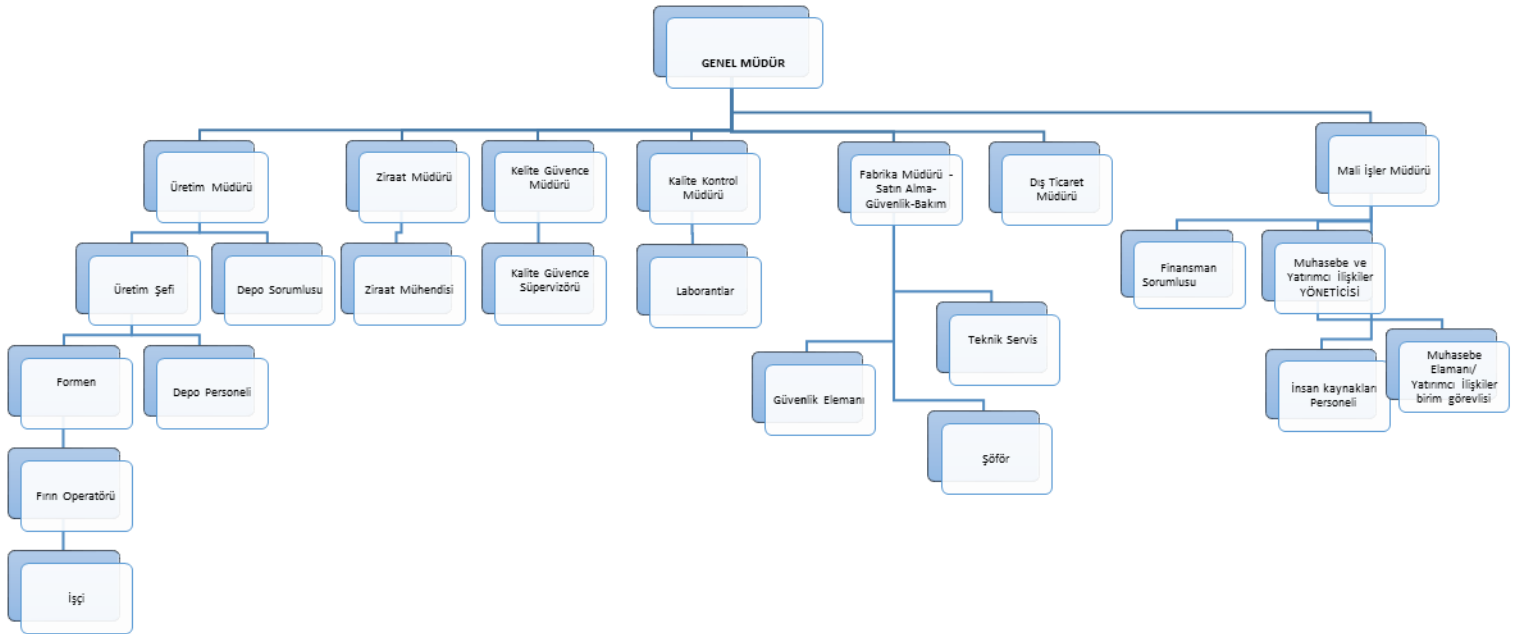 GENEL MÜDÜR
Üretim Müdürü
Ziraat Müdürü
Kelite Güvence
Müdürü
Kalite Kontrol
Müdürü
Fabrika Müdürü -
Satın Alma-
Güvenlik-Bakım
Dış Ticaret
Müdürü
Mali İşler Müdürü
Üretim Şefi
Depo Sorumlusu
Ziraat Mühendisi
Kalite Güvence
Süpervizörü
Laborantlar
Finansman
Sorumlusu
Muhasebe ve
Yatırımcı İlişkiler
YÖNETİCİSİ
Teknik Servis
Formen
Depo Personeli
Güvenlik Elemanı
İnsan kaynakları
Personeli
Muhasebe
Elamanı/
Yatırımcı İlişkiler
birim görevlisi
Şöför
Fırın Operatörü
İşçi